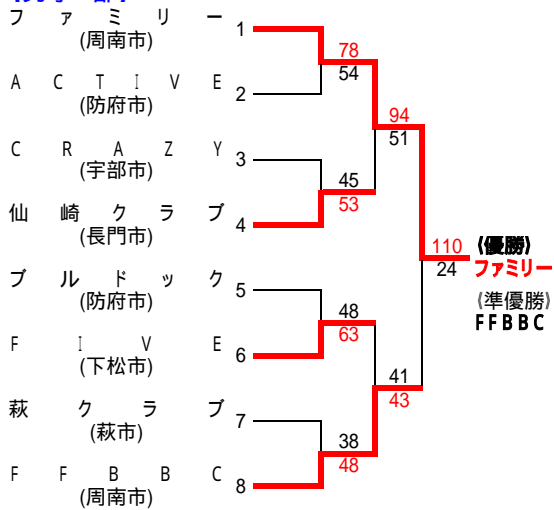 ファミリー 1
(周南市)
78
54
ACTIVE 2
(防府市)
94
51
CRAZY 3
(宇部市)
45
53
仙崎クラブ 4
(長門市)
110
24
(優勝)
ファミリー
(準優勝)
FFBBC
ブルドック 5
(防府市)
48
63
FIVE 6
(下松市)
41
43
萩クラブ 7
(萩市)
38
48
FFBBC 8
(周南市)